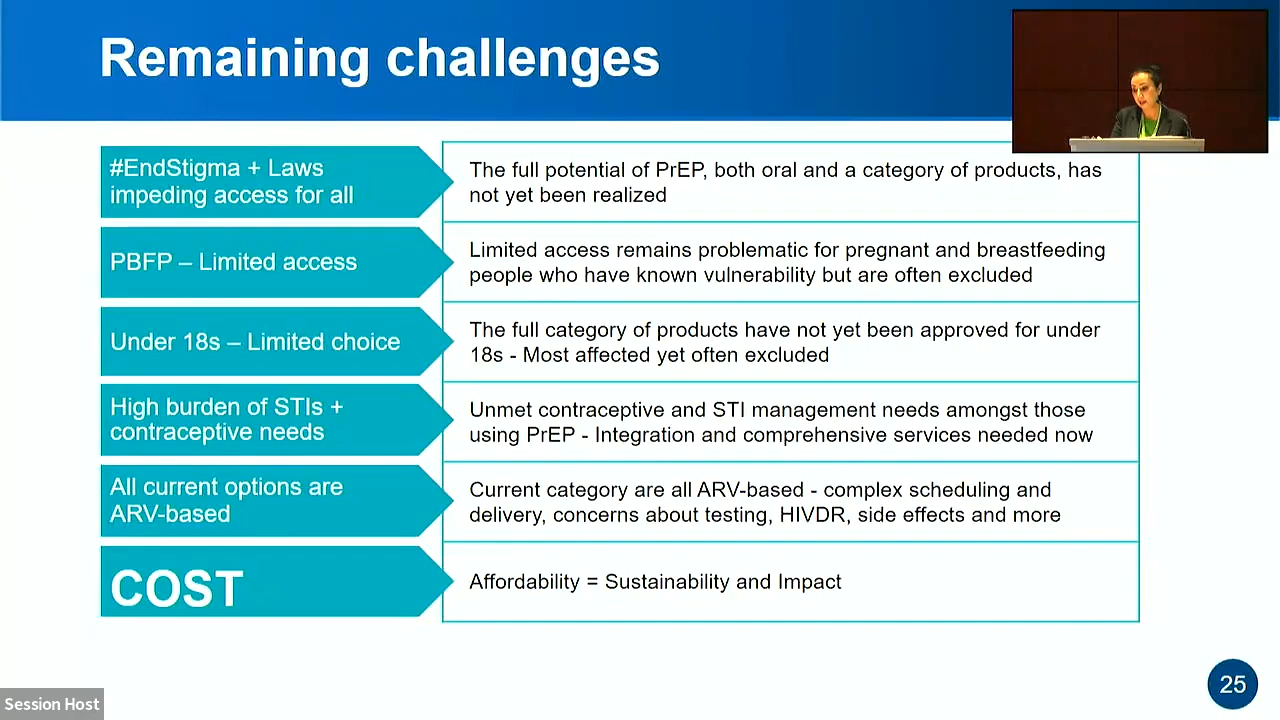 Remaining challenges
#EndStigma + Laws
impeding access for all
The full potential of PrEP, both oral and a category of products, has
not yet been realized
PBFP – Limited access
Limited access remains problematic for pregnant and breastfeeding
people who have known vulnerability but are often excluded
Under 18s – Limited choice
The full category of products have not yet been approved for under
18s - Most affected yet often excluded
High burden of STIs +
contraceptive needs
Unmet contraceptive and STI management needs amongst those
using PrEP - Integration and comprehensive services needed now
All current options are
ARV-based
Current category are all ARV-based - complex scheduling and
delivery, concerns about testing, HIVDR, side effects and more
COST
Affordability = Sustainability and Impact
25
Session Host